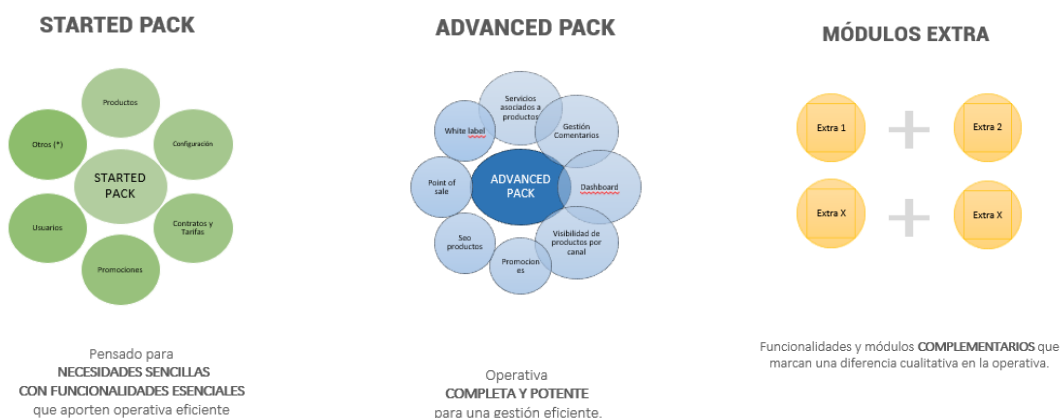 STARTED PACK
Productos
Otros (*)
Configuración
STARTED
PACK
Usuarios
Contratos y
Tarifas
Promociones
Pensado para
NECESIDADES SENCILLAS
CON FUNCIONALIDADES ESENCIALES
que aporten operativa eficiente
ADVANCED PACK
Servicios
asociados a
productos
White label
Gestión
Comentarios
Point of
sale
ADVANCED
PACK
Dashboard
Seo
productos
Visibilidad de
productos por
canal
Promocion
es
Operativa
COMPLETA Y POTENTE
para una gestión eficiente.
MÓDULOS EXTRA
Extra 1
Extra 2
Extra X
Extra X
Funcionalidades y módulos COMPLEMENTARIOS que
marcan una diferencia cualitativa en la operativa.